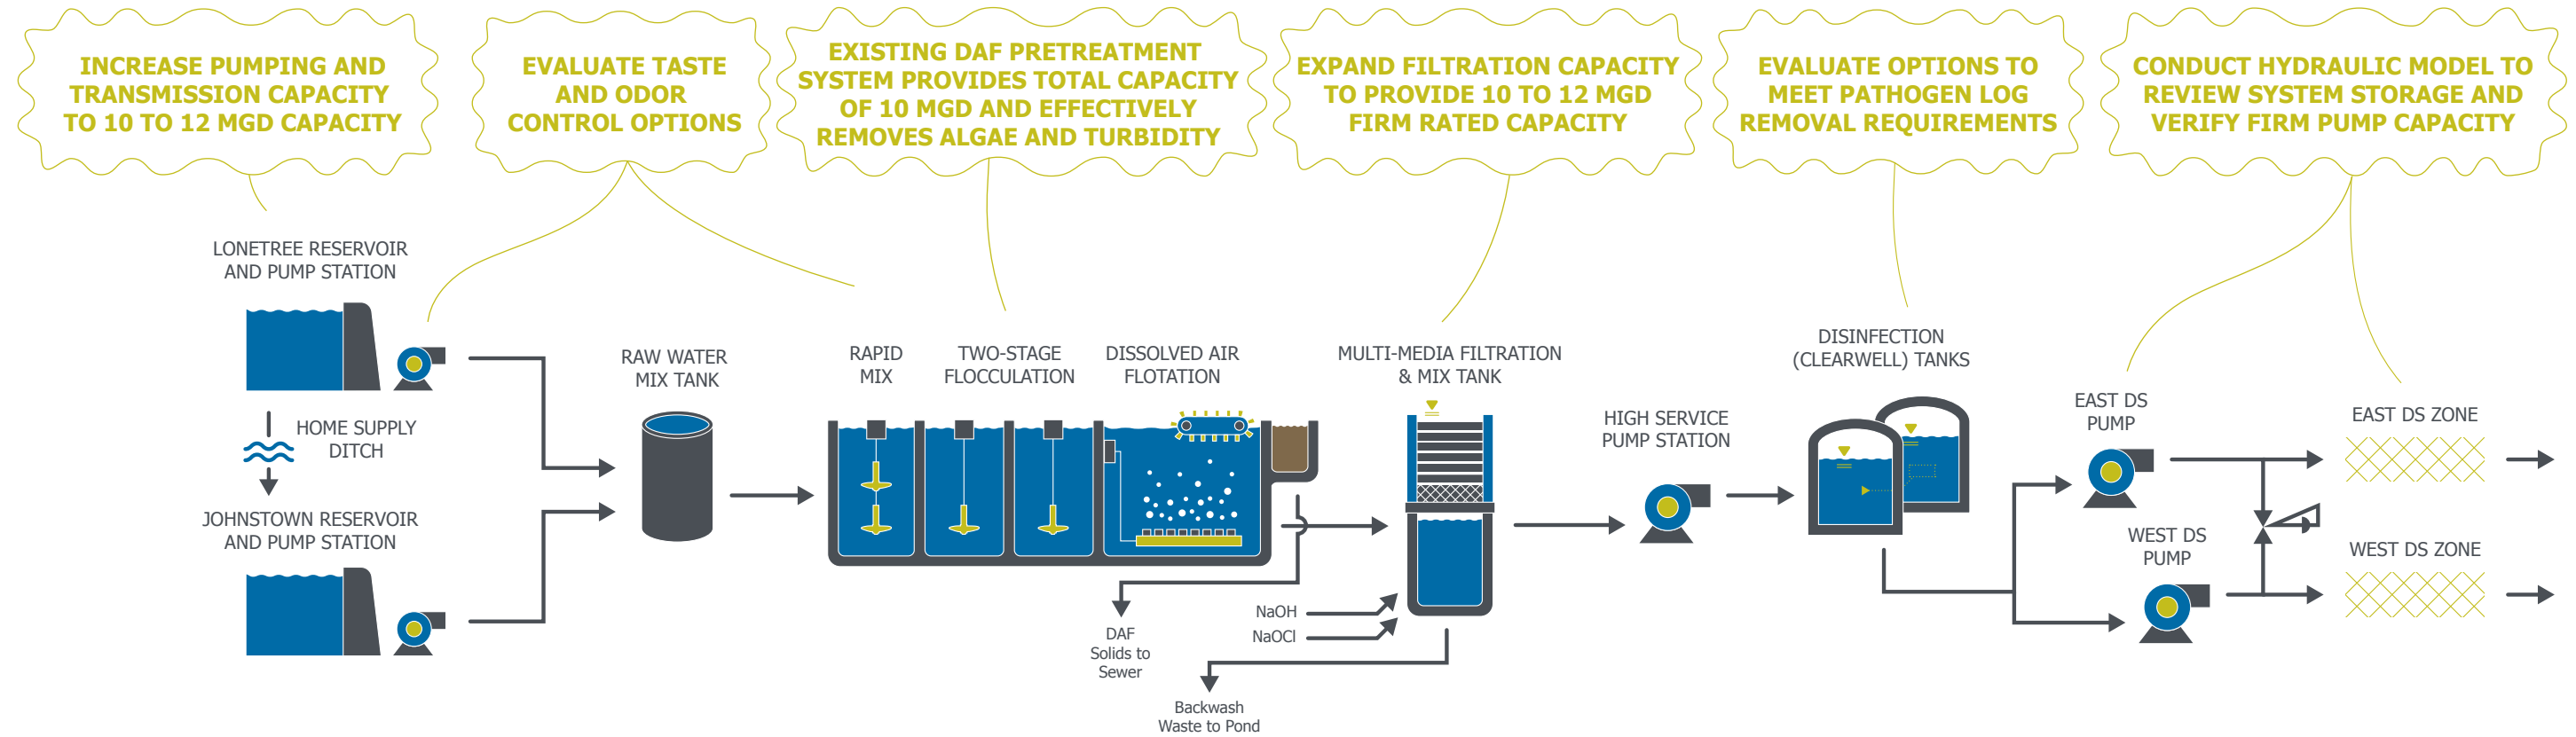 INCREASE PUMPING AND
TRANSMISSION CAPACITY
TO 10 TO 12 MGD CAPACITY
EVALUATE TASTE
AND ODOR
CONTROL OPTIONS
EXISTING DAF PRETREATMENT
SYSTEM PROVIDES TOTAL CAPACITY
OF 10 MGD AND EFFECTIVELY
REMOVES ALGAE AND TURBIDITY
EXPAND FILTRATION CAPACITY
TO PROVIDE 10 TO 12 MGD
FIRM RATED CAPACITY
EVALUATE OPTIONS TO
MEET PATHOGEN LOG
REMOVAL REQUIREMENTS
CONDUCT HYDRAULIC MODEL TO
REVIEW SYSTEM STORAGE AND
VERIFY FIRM PUMP CAPACITY
LONETREE RESERVOIR
AND PUMP STATION
HOME SUPPLY
DITCH
JOHNSTOWN RESERVOIR
AND PUMP STATION
RAW WATER
MIX TANK
RAPID
MIX
TWO-STAGE
FLOCCULATION
DISSOLVED AIR
FLOTATION
DAF
Solids to
Sewer
MULTI-MEDIA FILTRATION
& MIX TANK
NaOH
NaOCl
Backwash
Waste to Pond
HIGH SERVICE
PUMP STATION
DISINFECTION
(CLEARWELL) TANKS
EAST DS
PUMP
WEST DS
PUMP
EAST DS ZONE
WEST DS ZONE